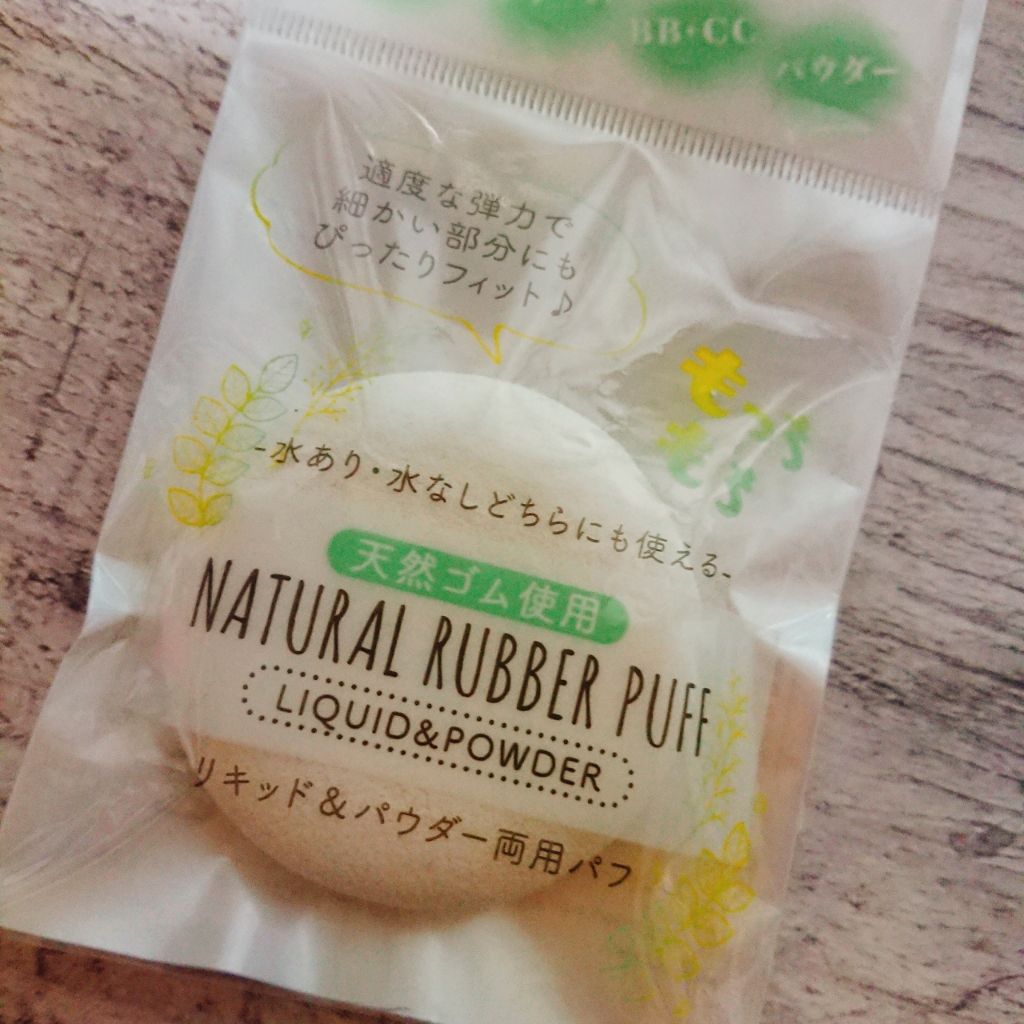 BB・CC
パウダー
適度な弾力で
細かい部分にも
ぴったりフィット♪
もっち
もち
-水あり・水なしどちらにも使える-
天然ゴム使用
NATURAL RUBBER PUFF
LIQUID&POWDER
リキッド&パウダー両用パフ